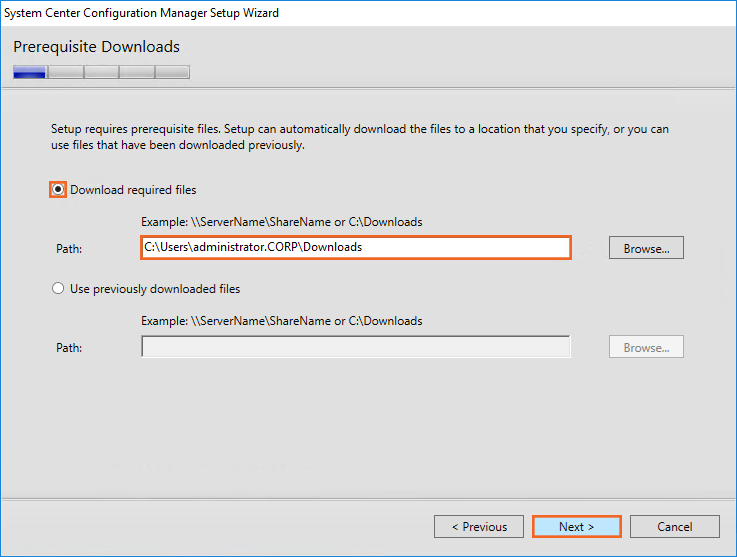 System Center Configuration Manager Setup Wizard
Prerequisite Downloads
Setup requires prerequisite files. Setup can automatically download the files to a location that you specify, or you can
use files that have been downloaded previously.
Download required files
Example: \\ServerName\ShareName or C:\Downloads
Path: C:\Users\administrator.CORP\Downloads Browse...
Use previously downloaded files
Example: \\ServerName\ShareName or C:\Downloads
Path: Browse...
< Previous Next > Cancel